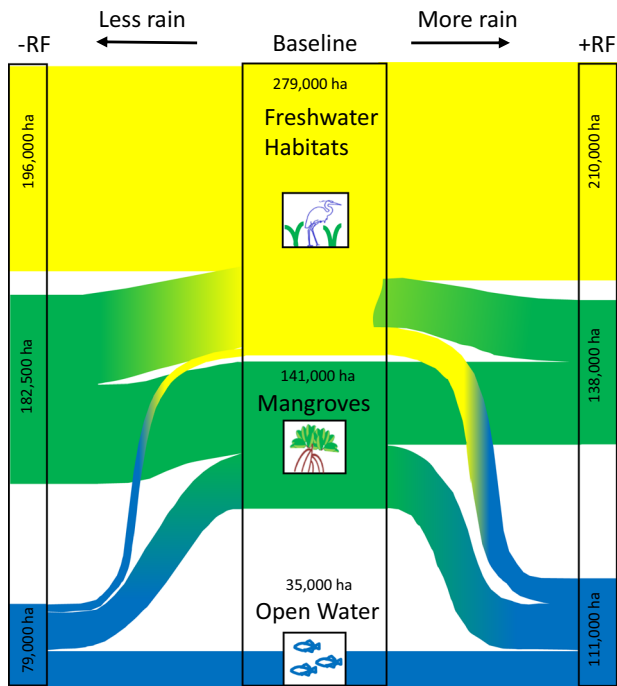 Less rain
More rain
-RF
Baseline
+RF
279,000 ha
Freshwater
Habitats
196,000 ha
210,000 ha
182,500 ha
141,000 ha
Mangroves
138,000 ha
35,000 ha
Open Water
79,000 ha
111,000 ha